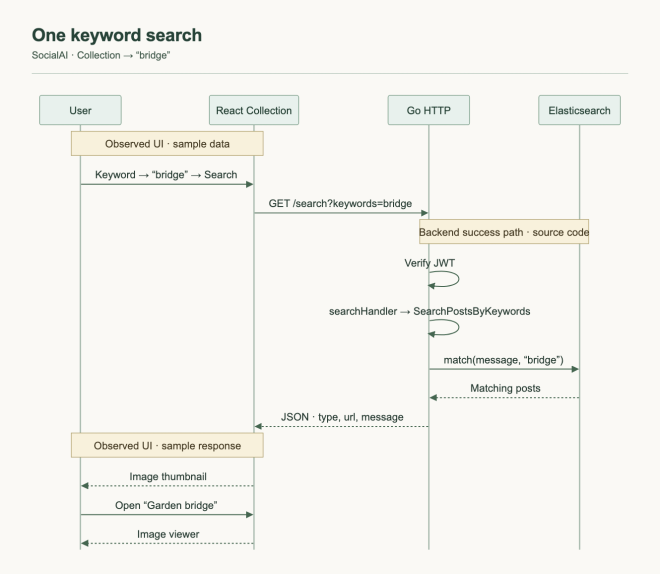 One keyword search
SocialAI · Collection → “bridge”
User
React Collection
Go HTTP
Elasticsearch
Observed UI · sample data
Keyword → “bridge” → Search
GET /search?keywords=bridge
Backend success path · source code
Verify JWT
searchHandler → SearchPostsByKeywords
match(message, “bridge”)
Matching posts
JSON · type, url, message
Observed UI · sample response
Image thumbnail
Open “Garden bridge”
Image viewer